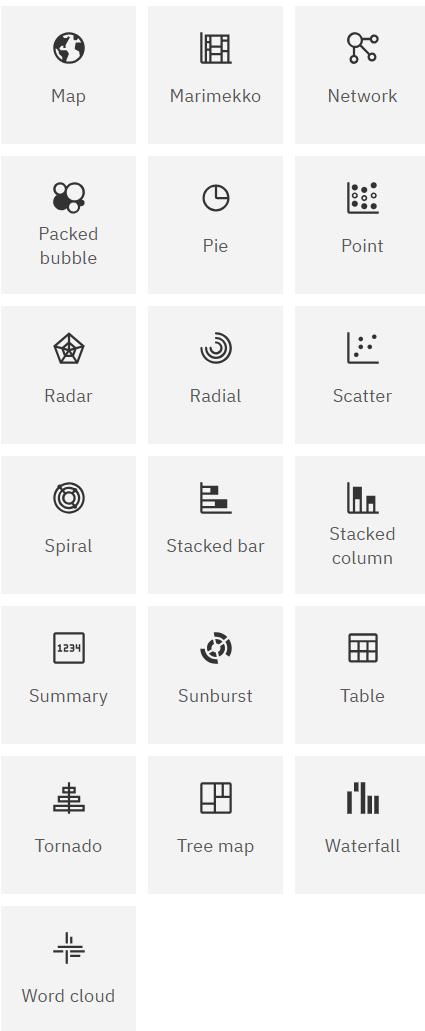 Map
Marimekko
Network
Packed
bubble
Pie
Point
Radar
Radial
Scatter
Spiral
Stacked bar
Stacked
column
1234
Summary
Sunburst
Table
Tornado
Tree map
Waterfall
Word cloud